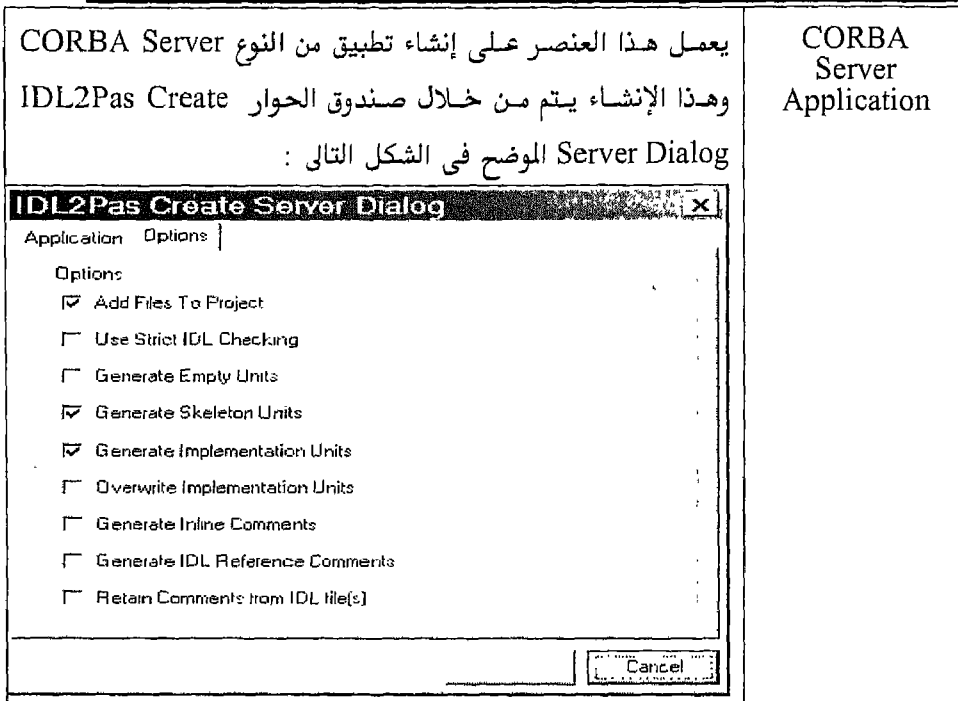 يعمل هذا العنصر على إنشاء تطبيق من النوع CORBA Server
وهذا الإنشاء يتم من خلال صندوق الحوار IDL2Pas Create
Server Dialog الموضح فى الشكل التالى :
CORBA
Server
Application
IDL2Pas Create Server Dialog
Application Options
Options
Add Files To Project
Use Strict IDL Checking
Generate Empty Units
Generate Skeleton Units
Generate Implementation Units
Overwrite Implementation Units
Generate Inline Comments
Generate IDL Reference Comments
Retain Comments from IDL file(s)
Cancel